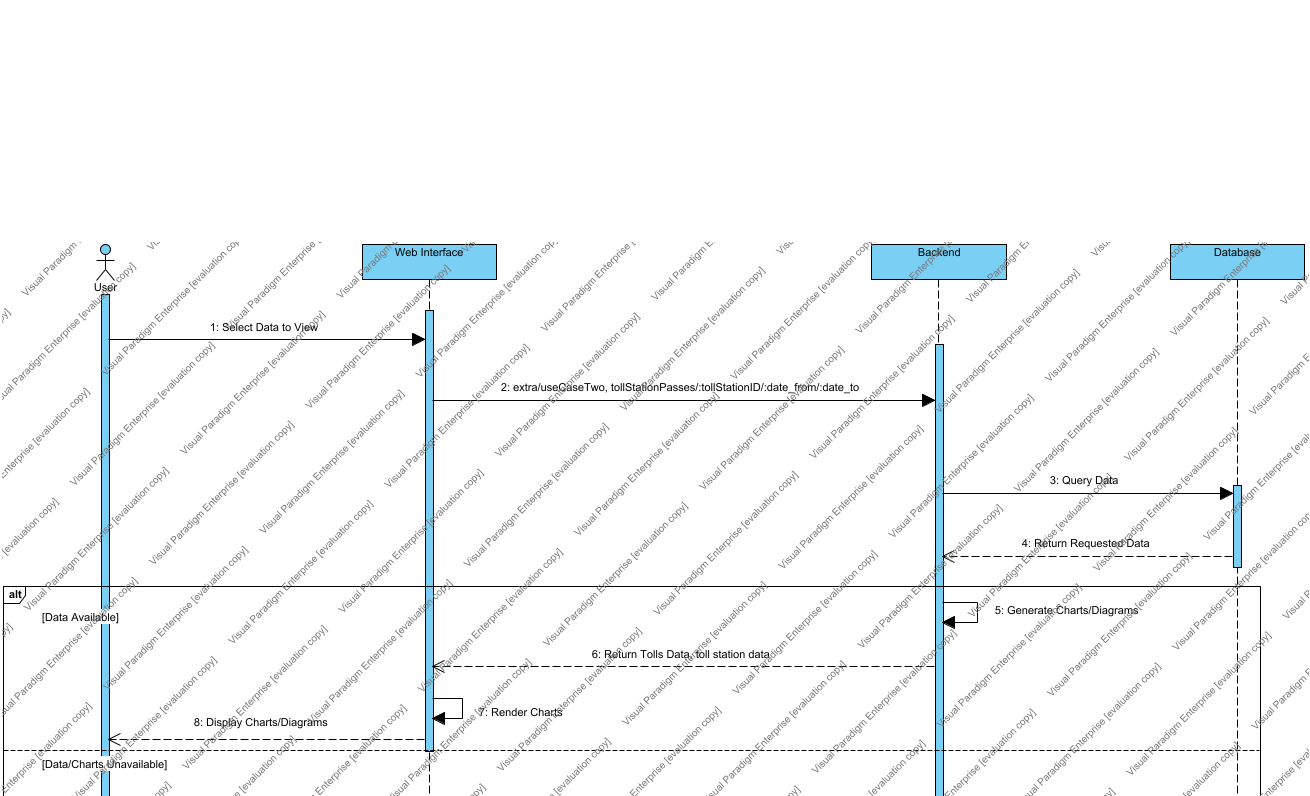 User
Web Interface
Backend
Database
1: Select Data to View
2: extra/useCaseTwo, tollStationPasses/:tollStationID/:date_from/:date_to
3: Query Data
4: Return Requested Data
alt
[Data Available]
5: Generate Charts/Diagrams
6: Return Tolls Data, toll station data
7: Render Charts
8: Display Charts/Diagrams
[Data/Charts Unavailable]
Visual Paradigm Enterprise [evaluation copy]